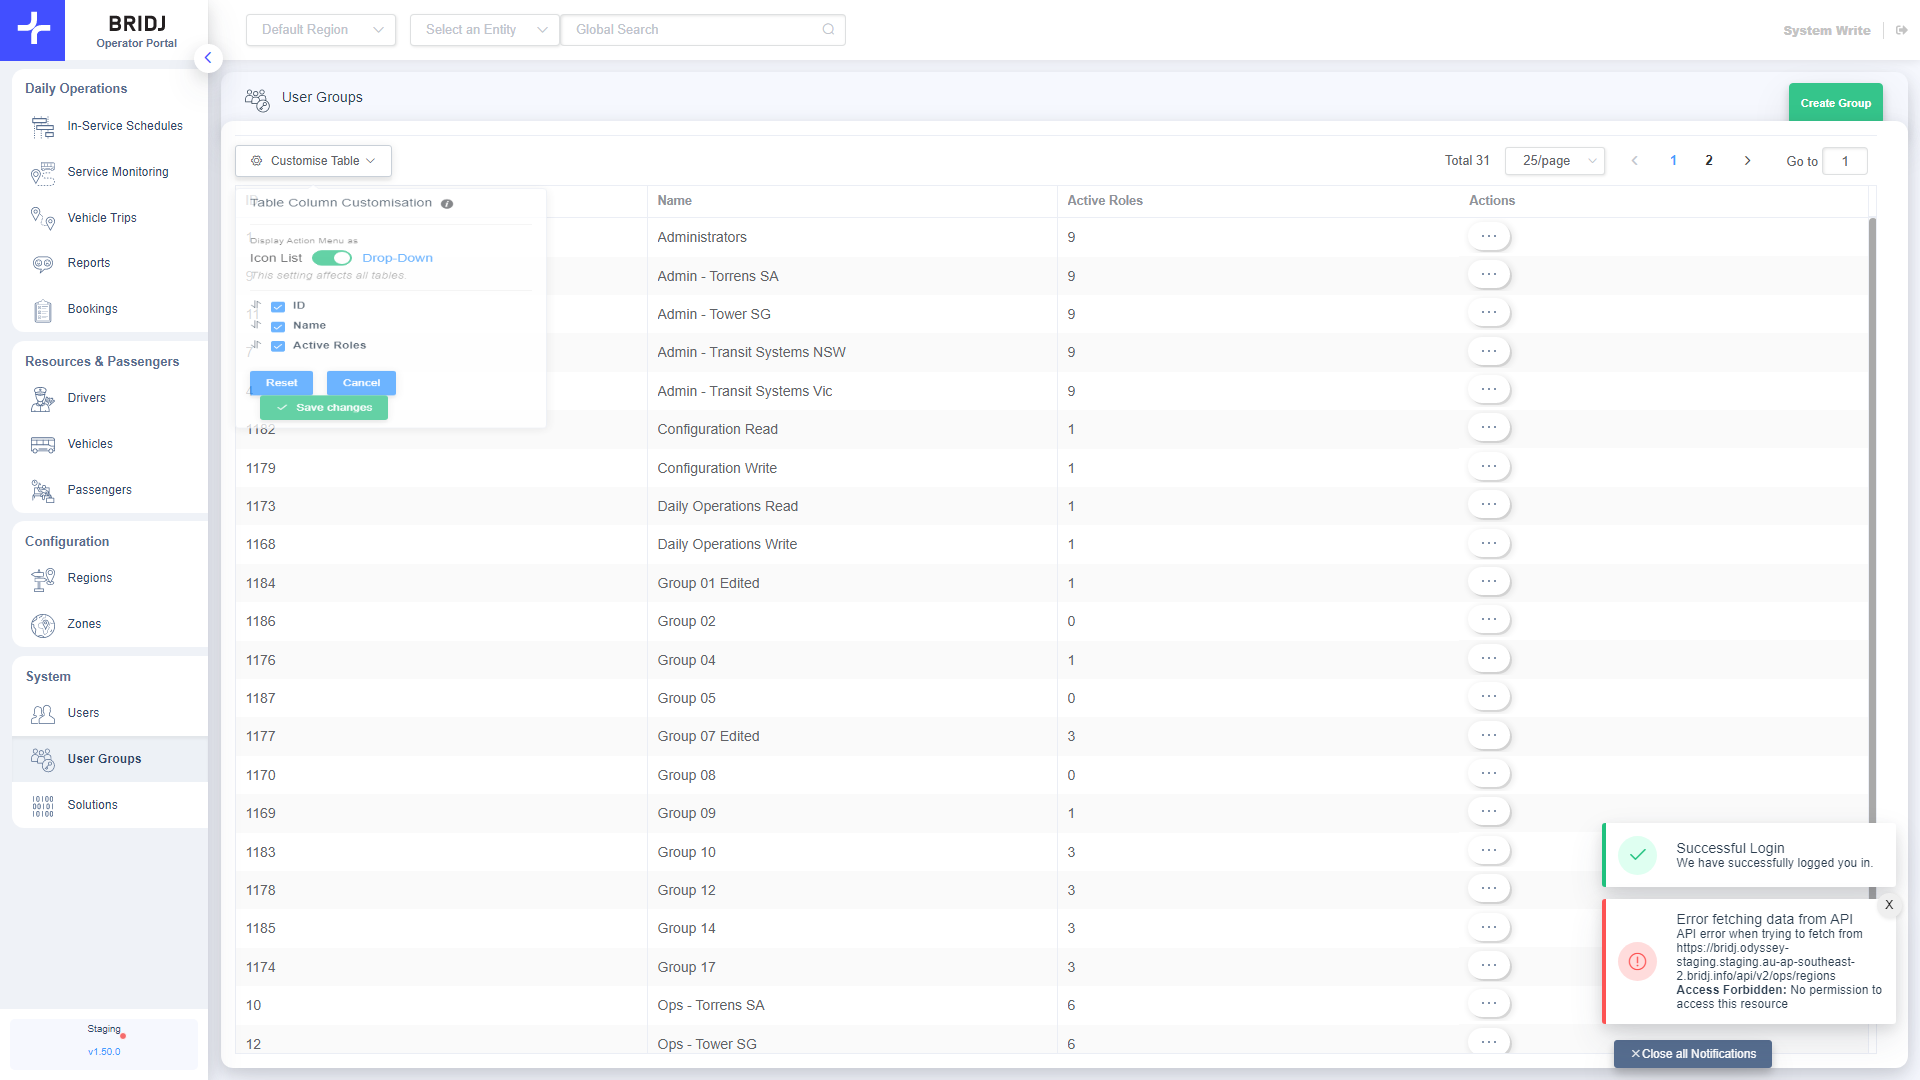 BRIDJ
Operator Portal
Default Region
Select an Entity
Global Search
System Write
Daily Operations
In-Service Schedules
Service Monitoring
Vehicle Trips
Reports
Bookings
Resources & Passengers
Drivers
Vehicles
Passengers
Configuration
Regions
Zones
System
Users
User Groups
10100
00101
10100
Solutions
Staging
v1.50.0
User Groups
Create Group
Customise Table
Total 31
25/page
1
2
Go to
1
Table Column Customisation
Display Action Menu as
Icon List
Drop-Down
This setting affects all tables.
ID
Name
Active Roles
Reset
Cancel
Save changes
ID Name Active Roles Actions
1 Administrators 9 ...
9 Admin - Torrens SA 9 ...
11 Admin - Tower SG 9 ...
7 Admin - Transit Systems NSW 9 ...
4 Admin - Transit Systems Vic 9 ...
1182 Configuration Read 1 ...
1179 Configuration Write 1 ...
1173 Daily Operations Read 1 ...
1168 Daily Operations Write 1 ...
1184 Group 01 Edited 1 ...
1186 Group 02 0 ...
1176 Group 04 1 ...
1187 Group 05 0 ...
1177 Group 07 Edited 3 ...
1170 Group 08 0 ...
1169 Group 09 1 ...
1183 Group 10 3 ...
1178 Group 12 3 ...
1185 Group 14 3 ...
1174 Group 17 3 ...
10 Ops - Torrens SA 6 ...
12 Ops - Tower SG 6 ...
Successful Login
We have successfully logged you in.
X
Error fetching data from API
API error when trying to fetch from
https://bridj.odyssey-
staging.staging.au-ap-southeast-
2.bridj.info/api/v2/ops/regions
Access Forbidden: No permission to
access this resource
×Close all Notifications